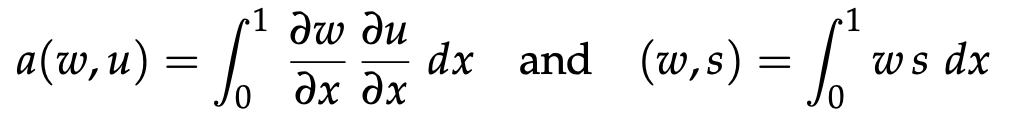 a(w, u) = ∫₀¹ ∂w/∂x ∂u/∂x dx and (w, s) = ∫₀¹ w s dx